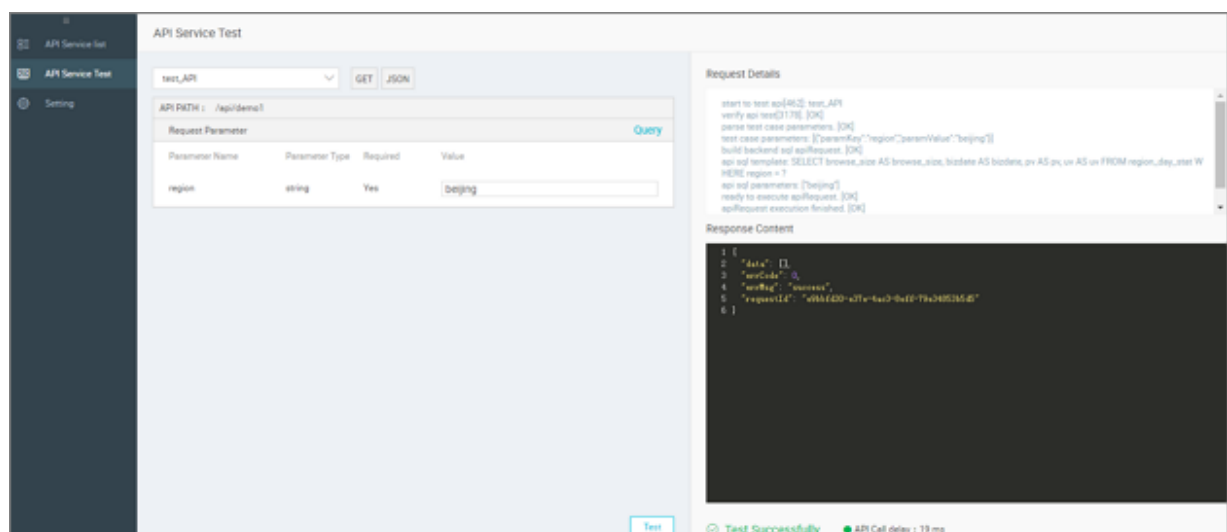 API Service list
API Service Test
Setting
API Service Test
test_API
GET JSON
API PATH : /api/demo1
Request Parameter
Query
Parameter Name Parameter Type Required Value
region string Yes beijing
Test
Request Details
start to test api[462]: test_API
verify api test[3178]. [OK]
parse test case parameters. [OK]
test case parameters: [{"paramKey":"region","paramValue":"beijing"}]
build backend sql apiRequest. [OK]
api sql template: SELECT browse_size AS browse_size, bizdate AS bizdate, pv AS pv, uv AS uv FROM region_day_stat W
HERE region = ?
api sql parameters: ["beijing"]
ready to execute apiRequest. [OK]
apiRequest execution finished. [OK]
Response Content
1 {
2 "data": [],
3 "errCode": 0,
4 "errMsg": "success",
5 "requestId":
6 }
Test Successfully
API Call delay : 19 ms